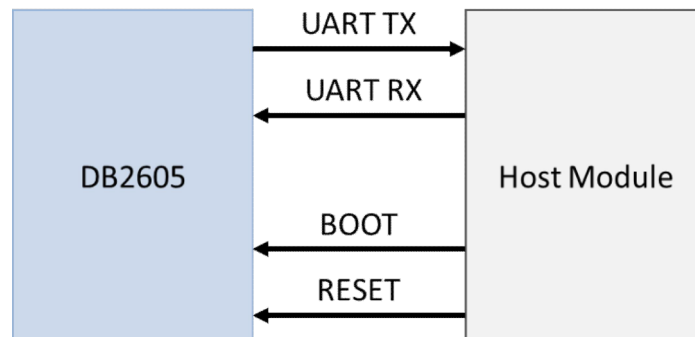 UART TX
UART RX
DB2605
Host Module
BOOT
RESET